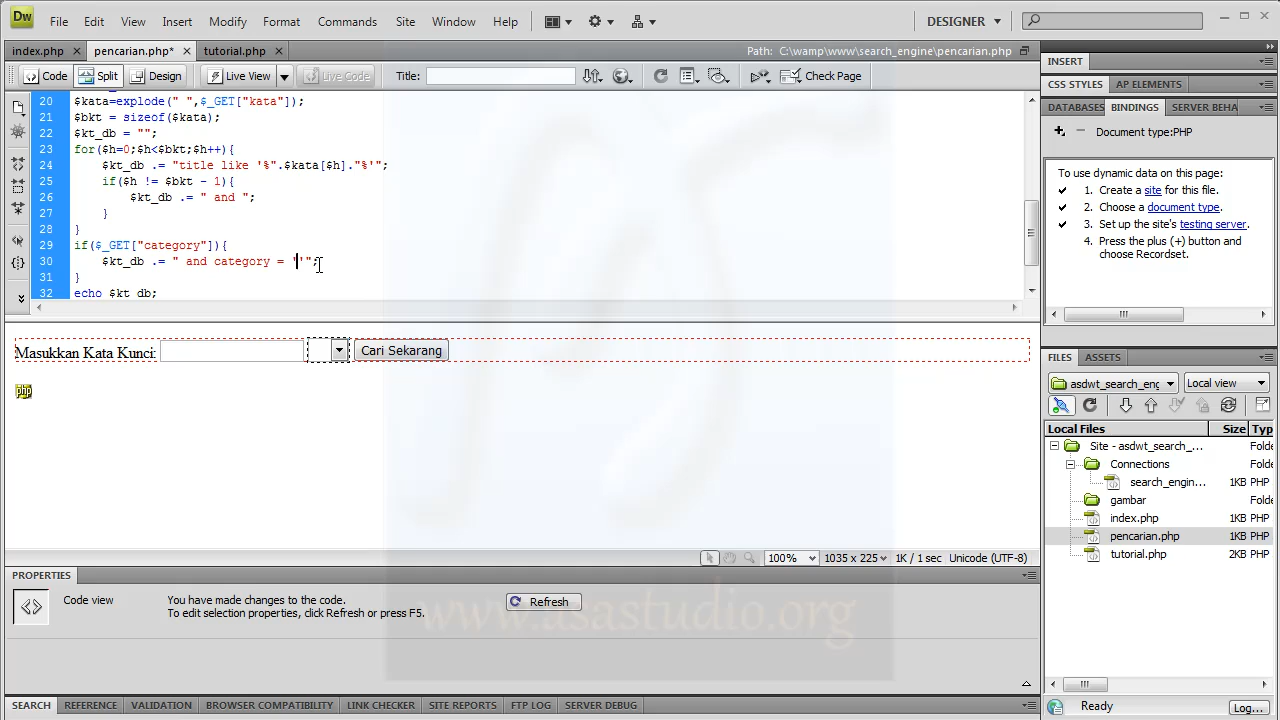 Dw File Edit View Insert Modify Format Commands Site Window Help DESIGNER
index.php pencarian.php* tutorial.php Path: C:\wamp\www\search_engine\pencarian.php
Code Split Design Live View Live Code Title: Check Page
20 $kata=explode(" ",$_GET["kata"]);
21 $bkt = sizeof($kata);
22 $kt_db = "";
23 for($h=0;$h<$bkt;$h++){
24 $kt_db .= "title like '%".$kata[$h]."%'";
25 if($h != $bkt - 1){
26 $kt_db .= " and ";
27 }
28 }
29 if($_GET["category"]){
30 $kt_db .= " and category = ''";
31 }
32 echo $kt_db;
Masukkan Kata Kunci: Cari Sekarang
php
100% 1035 x 225 1K / 1 sec Unicode (UTF-8)
PROPERTIES
Code view You have made changes to the code. Refresh
To edit selection properties, click Refresh or press F5.
www.asastudio.org
SEARCH REFERENCE VALIDATION BROWSER COMPATIBILITY LINK CHECKER SITE REPORTS FTP LOG SERVER DEBUG
INSERT
CSS STYLES AP ELEMENTS
DATABASES BINDINGS SERVER BEHA
Document type:PHP
To use dynamic data on this page:
1. Create a site for this file.
2. Choose a document type.
3. Set up the site's testing server.
4. Press the plus (+) button and
choose Recordset.
FILES ASSETS
asdwt_search_eng Local view
Local Files Size Typ
Site - asdwt_search_... Folde
Connections Folde
search_engin... 1KB PHP
gambar Folde
index.php 1KB PHP
pencarian.php 1KB PHP
tutorial.php 2KB PHP
Ready Log...